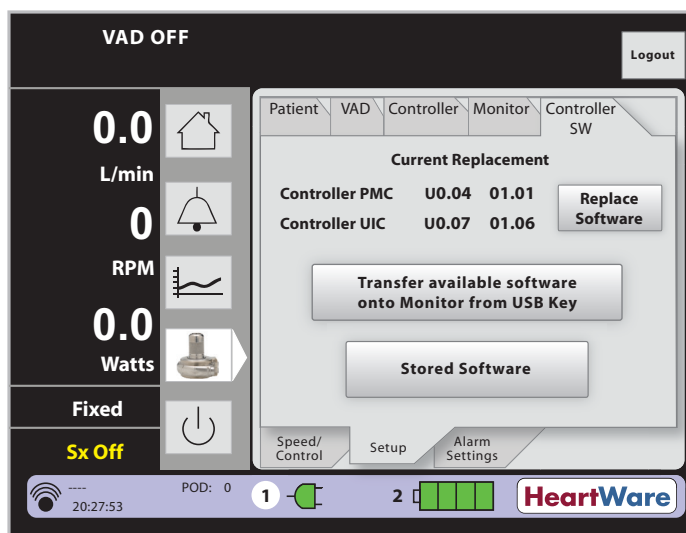 VAD OFF
Logout
0.0
L/min
0
RPM
0.0
Watts
Fixed
Sx Off
Patient VAD Controller Monitor Controller SW
Current Replacement
Controller PMC U0.04 01.01
Controller UIC U0.07 01.06
Replace
Software
Transfer available software
onto Monitor from USB Key
Stored Software
Speed/
Control
Setup
Alarm
Settings
----
20:27:53
POD: 0
1
2
HeartWare